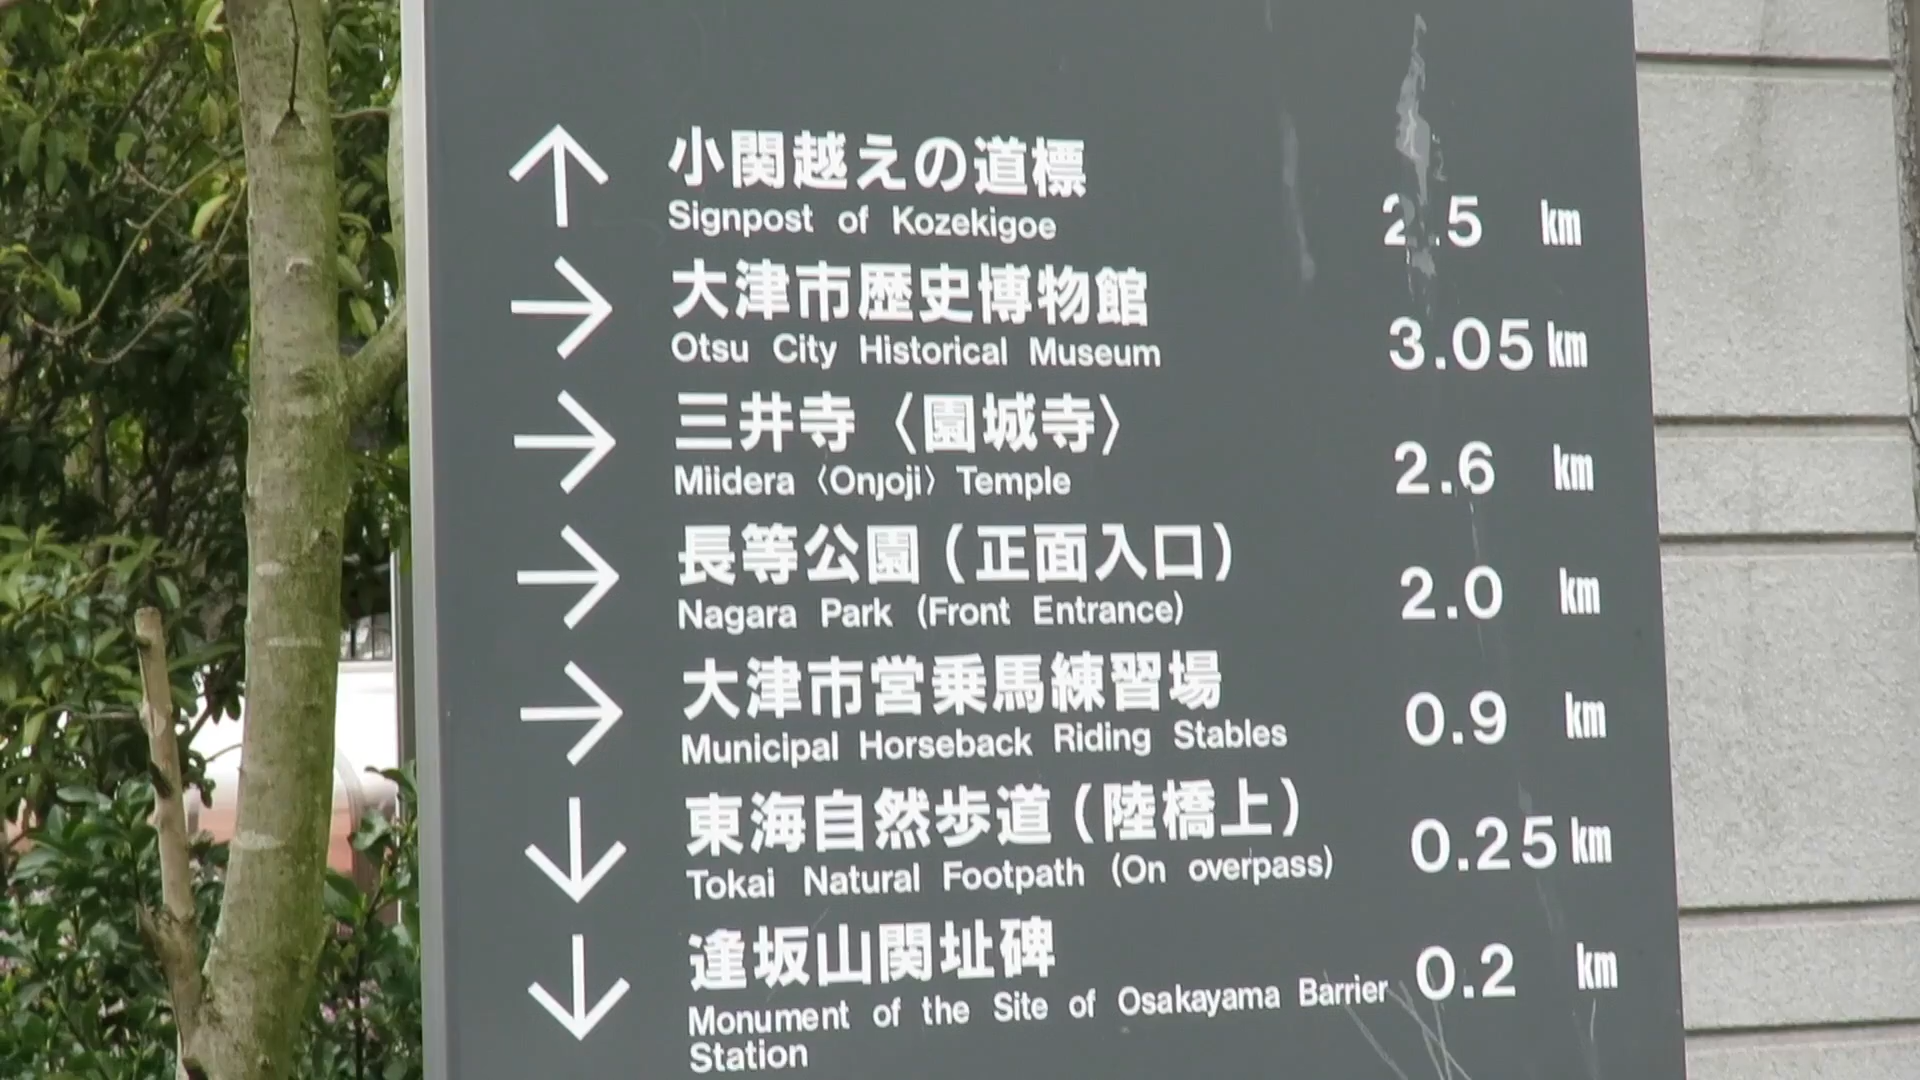 ↑ 小関越えの道標
Signpost of Kozekigoe 2.5 km
→ 大津市歴史博物館
Otsu City Historical Museum 3.05 km
→ 三井寺〈園城寺〉
Miidera〈Onjoji〉Temple 2.6 km
→ 長等公園(正面入口)
Nagara Park (Front Entrance) 2.0 km
→ 大津市営乗馬練習場
Municipal Horseback Riding Stables 0.9 km
↓ 東海自然歩道(陸橋上)
Tokai Natural Footpath (On overpass) 0.25 km
↓ 逢坂山関址碑
Monument of the Site of Osakayama Barrier 0.2 km
Station